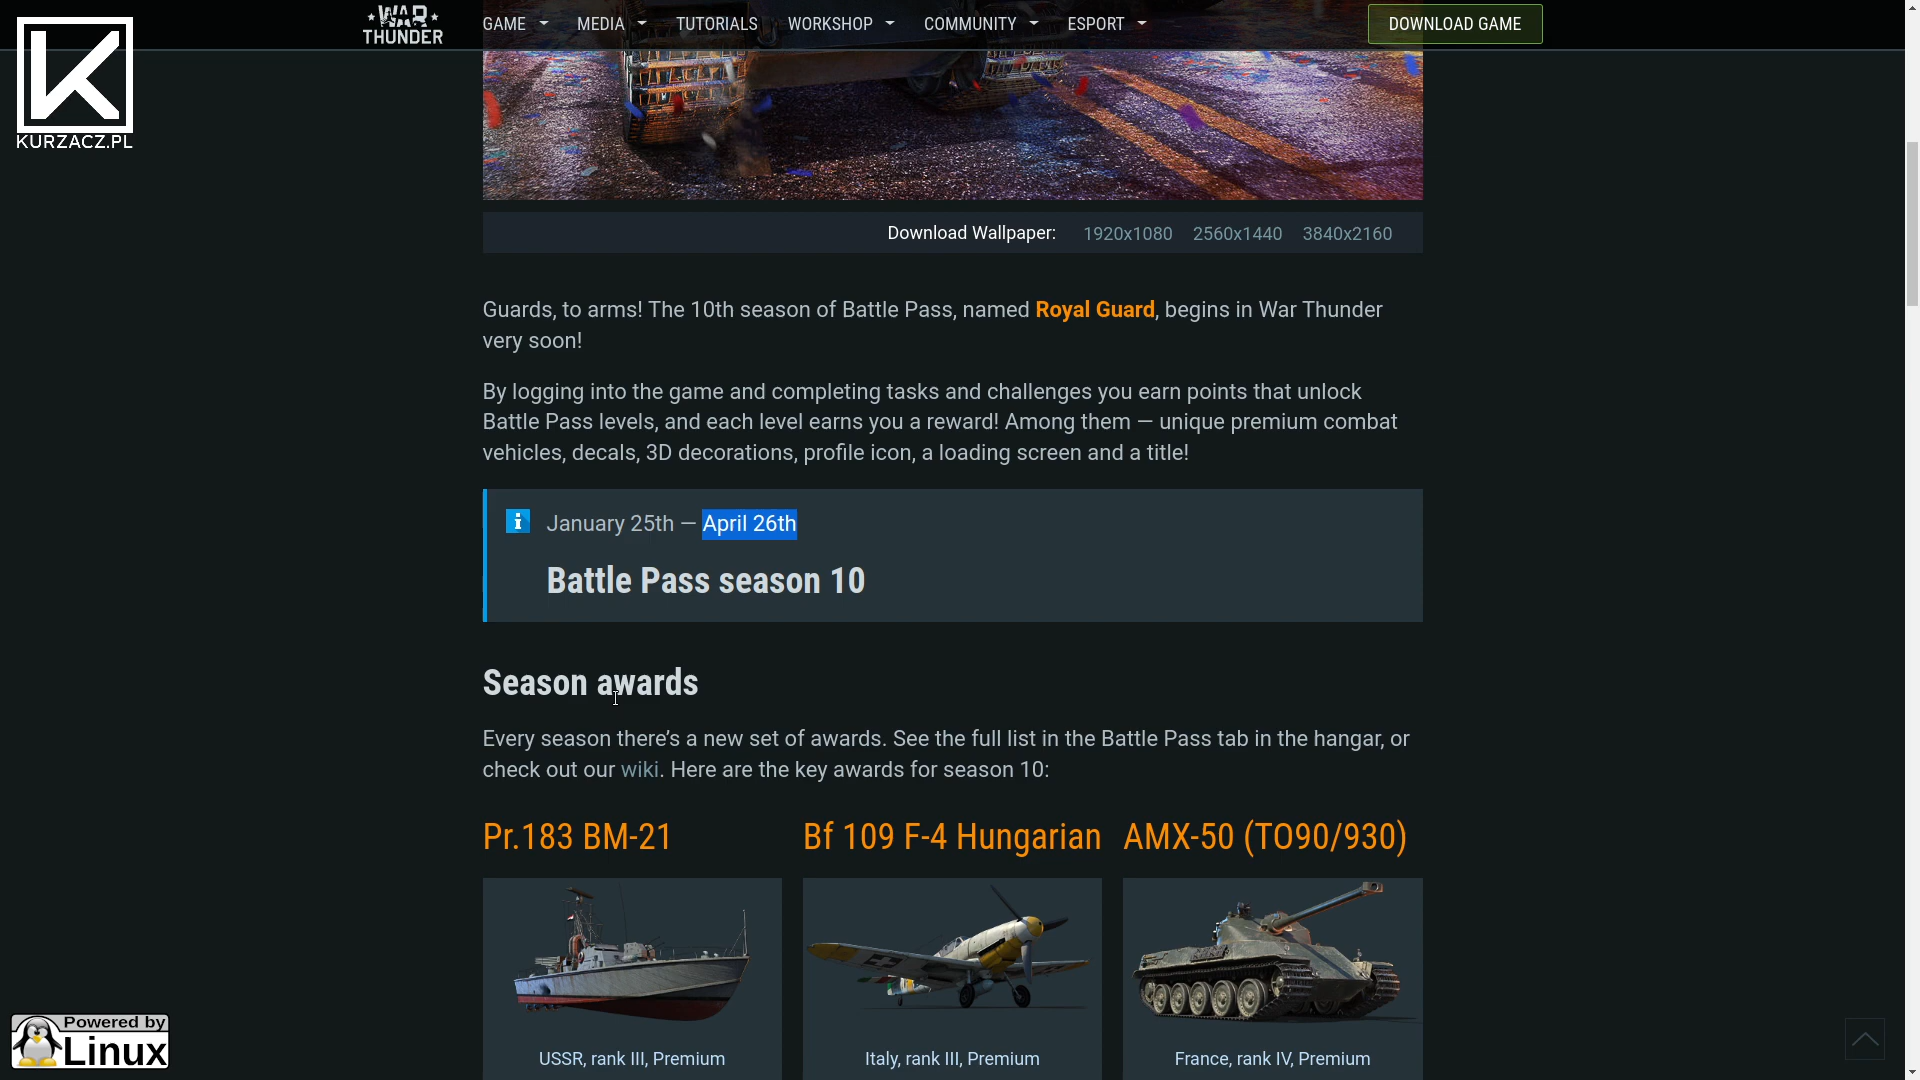 WAR
THUNDER
GAME
MEDIA
TUTORIALS
WORKSHOP
COMMUNITY
ESPORT
DOWNLOAD GAME
K
KURZACZ.PL
Download Wallpaper: 1920x1080 2560x1440 3840x2160
Guards, to arms! The 10th season of Battle Pass, named Royal Guard, begins in War Thunder
very soon!
By logging into the game and completing tasks and challenges you earn points that unlock
Battle Pass levels, and each level earns you a reward! Among them — unique premium combat
vehicles, decals, 3D decorations, profile icon, a loading screen and a title!
i January 25th — April 26th
Battle Pass season 10
Season awards
Every season there's a new set of awards. See the full list in the Battle Pass tab in the hangar, or
check out our wiki. Here are the key awards for season 10:
Pr.183 BM-21
Bf 109 F-4 Hungarian
AMX-50 (TO90/930)
USSR, rank III, Premium
Italy, rank III, Premium
France, rank IV, Premium
Powered by
Linux